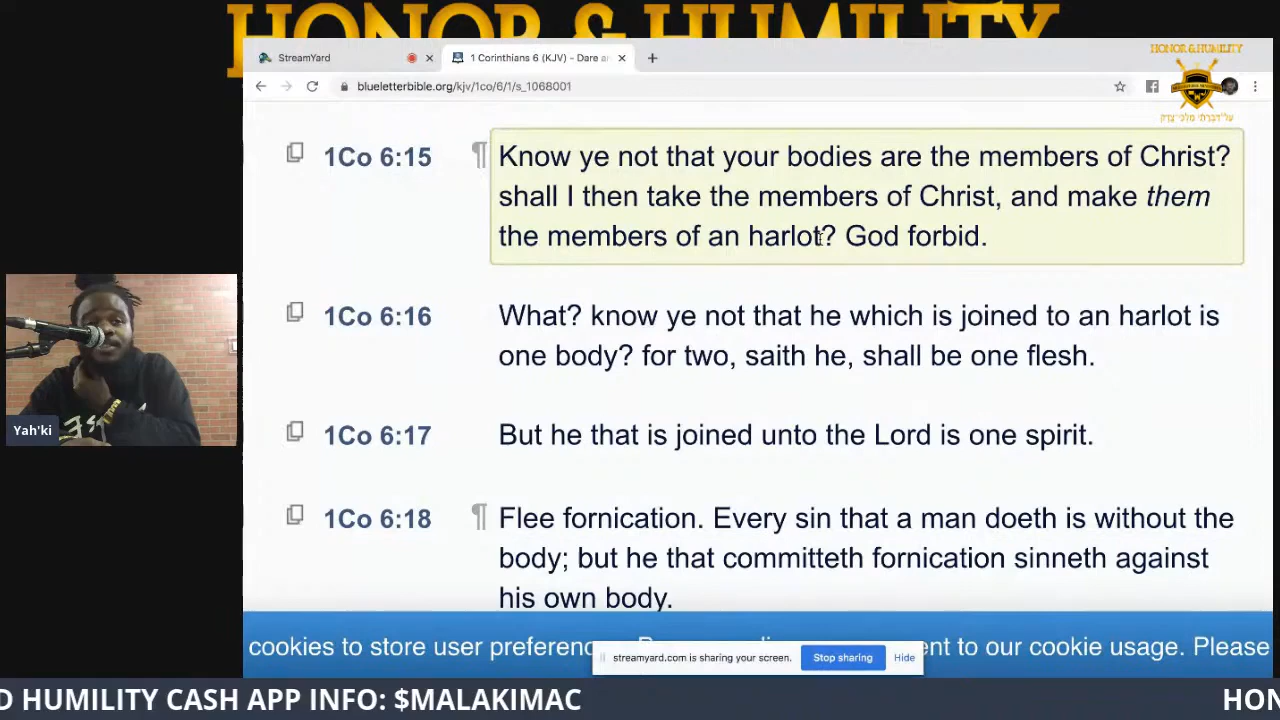 HONOR & HUMILITY
StreamYard
1 Corinthians 6 (KJV) – Dare an
HONOR & HUMILITY
blueletterbible.org/kjv/1co/6/1/s_1068001
על־דברתי מלכי־צדק
1Co 6:15 ¶ Know ye not that your bodies are the members of Christ?
shall I then take the members of Christ, and make them
the members of an harlot? God forbid.
1Co 6:16 What? know ye not that he which is joined to an harlot is
one body? for two, saith he, shall be one flesh.
1Co 6:17 But he that is joined unto the Lord is one spirit.
1Co 6:18 ¶ Flee fornication. Every sin that a man doeth is without the
body; but he that committeth fornication sinneth against
his own body.
Yah'ki
cookies to store user preferenc nt to our cookie usage. Please
streamyard.com is sharing your screen. Stop sharing Hide
D HUMILITY CASH APP INFO: $MALAKIMAC HON